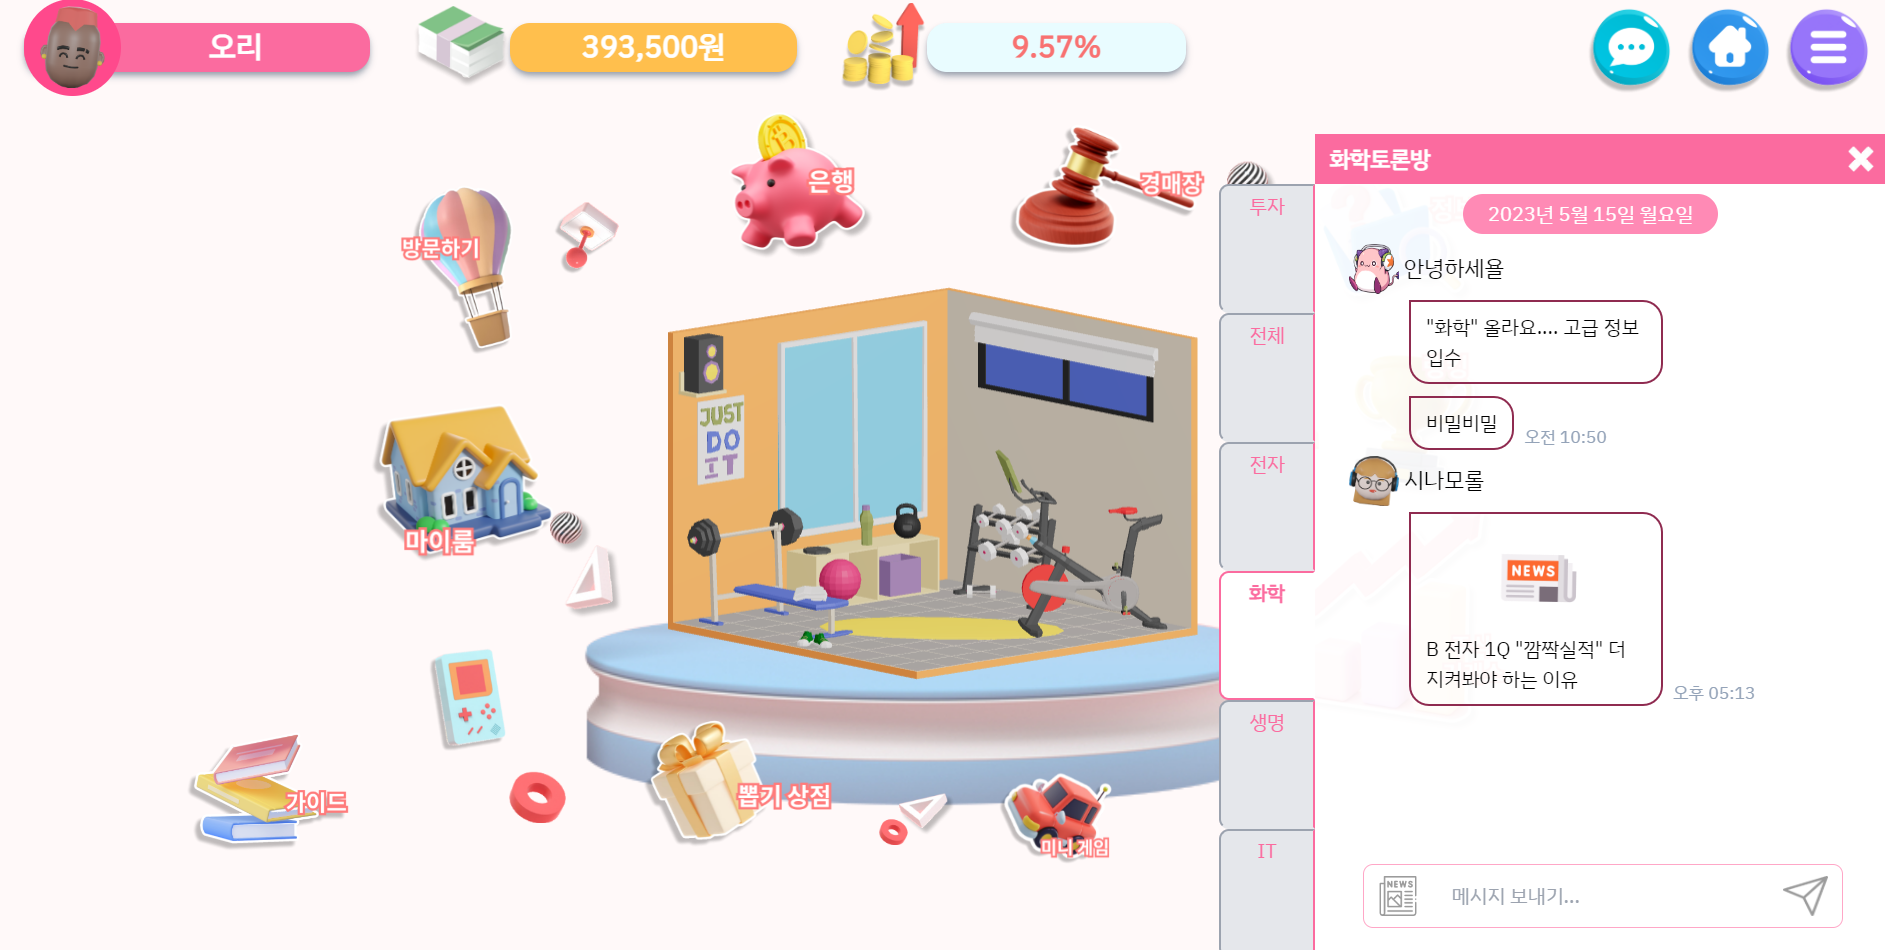 오리
393,500원
9.57%
은행
경매장
방문하기
JUST
DO
IT
마이룸
가이드
뽑기 상점
미니게임
투자
전체
전자
화학
생명
IT
화학토론방
2023년 5월 15일 월요일
안녕하세욜
"화학" 올라요.... 고급 정보
입수
비밀비밀
오전 10:50
시나모롤
NEWS
B 전자 1Q "깜짝실적" 더
지켜봐야 하는 이유
오후 05:13
NEWS
메시지 보내기...